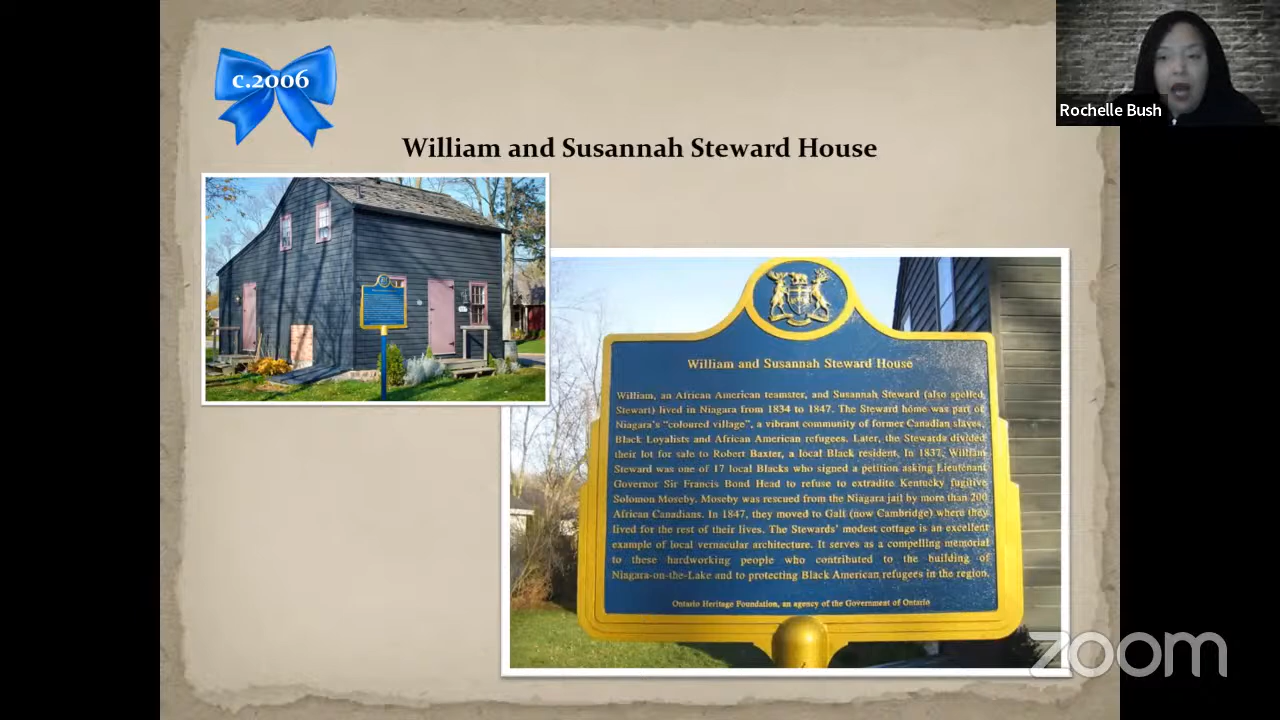 c.2006
Rochelle Bush
William and Susannah Steward House
William and Susannah Steward House
William, an African American teamster, and Susannah Steward (also spelled
Stewart) lived in Niagara from 1834 to 1847. The Steward home was part of
Niagara's "coloured village", a vibrant community of former Canadian slaves,
Black Loyalists and African American refugees. Later, the Stewards divided
their lot for sale to Robert Baxter, a local Black resident. In 1837, William
Steward was one of 17 local Blacks who signed a petition asking Lieutenant
Governor Sir Francis Bond Head to refuse to extradite Kentucky fugitive
Solomon Moseby. Moseby was rescued from the Niagara jail by more than 200
African Canadians. In 1847, they moved to Galt (now Cambridge) where they
lived for the rest of their lives. The Stewards' modest cottage is an excellent
example of local vernacular architecture. It serves as a compelling memorial
to these hardworking people who contributed to the building of
Niagara-on-the-Lake and to protecting Black American refugees in the region.
Ontario Heritage Foundation, an agency of the Government of Ontario
zoom